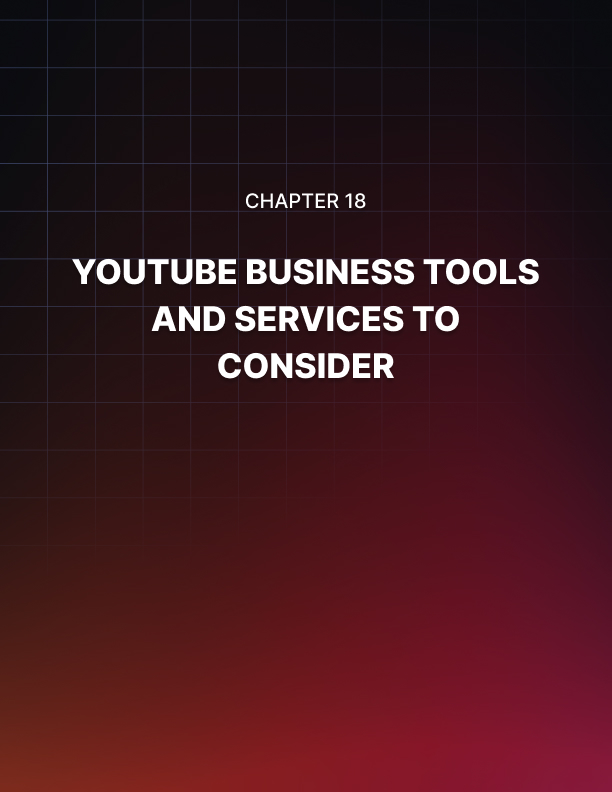 CHAPTER 18
YOUTUBE BUSINESS TOOLS
AND SERVICES TO
CONSIDER